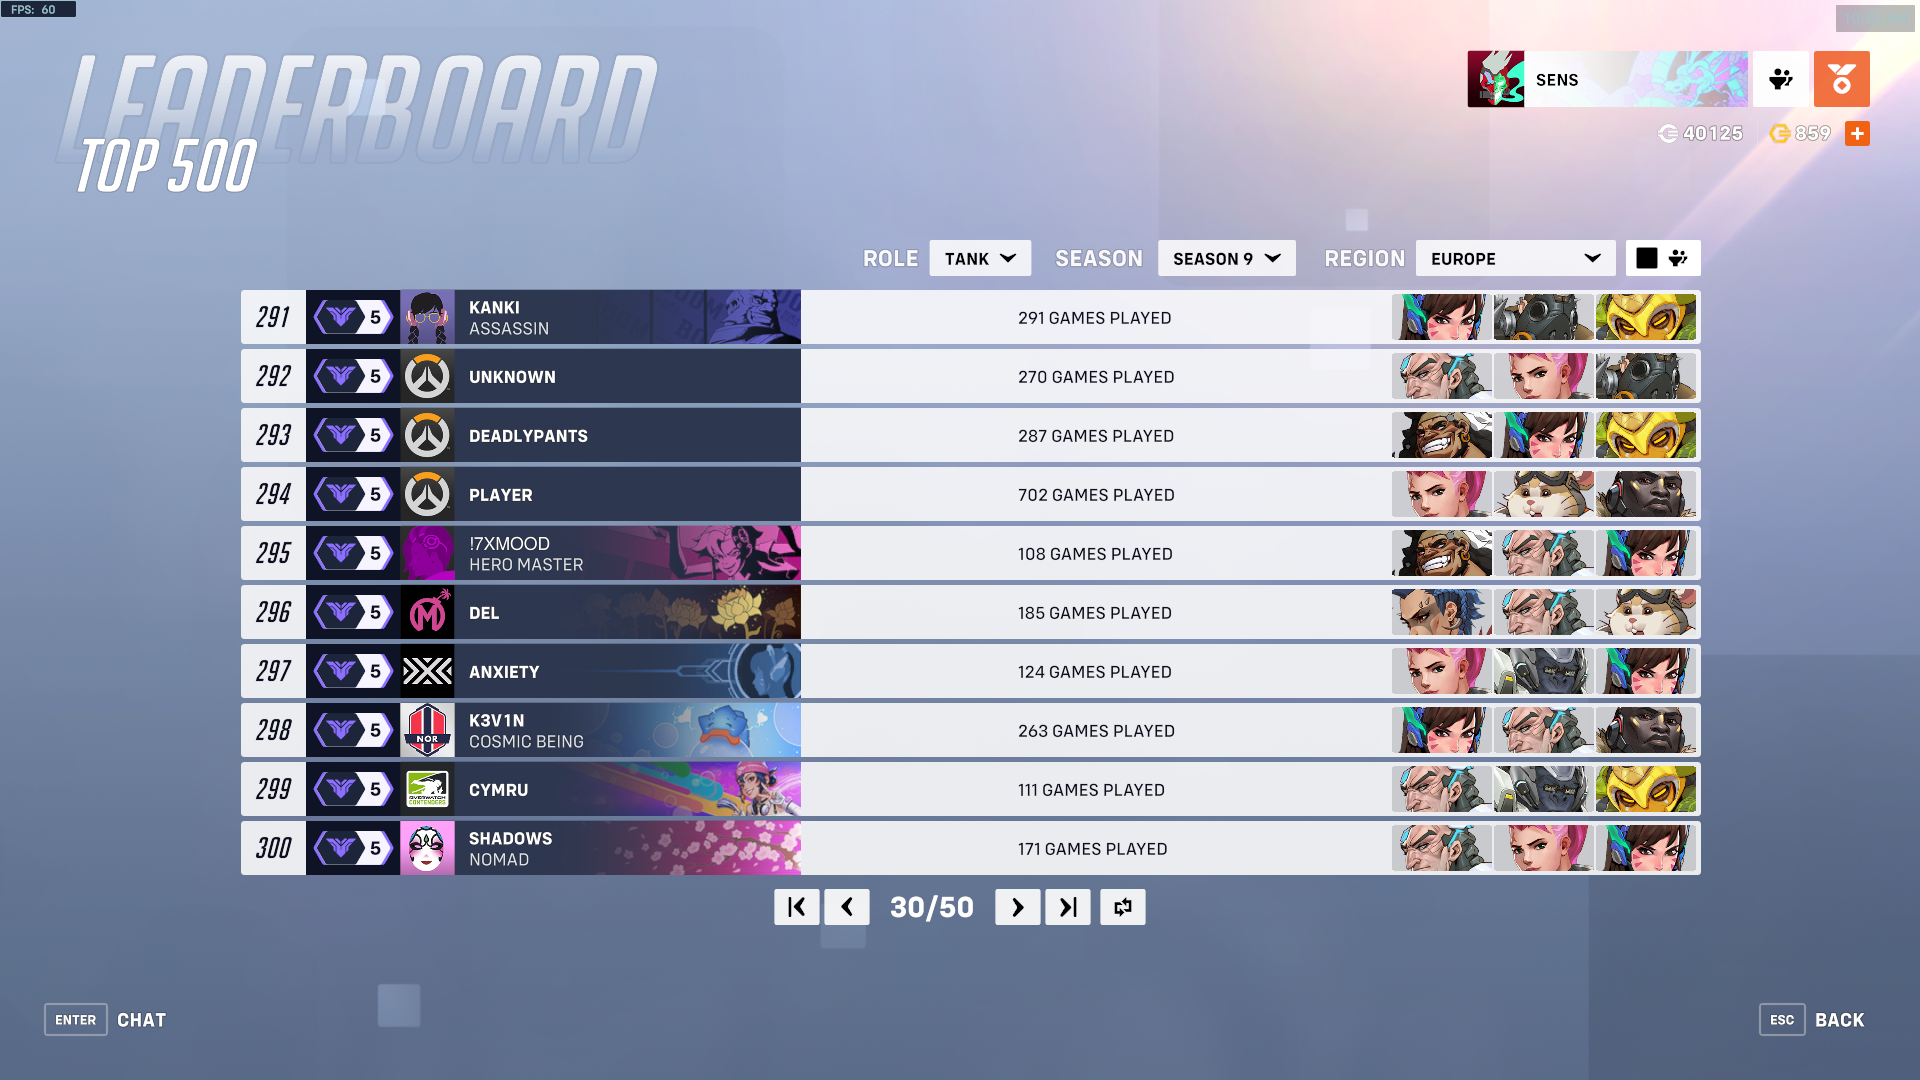 FPS: 60
LEADERBOARD
TOP 500
SENS
40125
859
ROLE TANK SEASON SEASON 9 REGION EUROPE
291 5 KANKI 291 GAMES PLAYED
ASSASSIN
292 5 UNKNOWN 270 GAMES PLAYED
293 5 DEADLYPANTS 287 GAMES PLAYED
294 5 PLAYER 702 GAMES PLAYED
295 5 !7XMOOD 108 GAMES PLAYED
HERO MASTER
296 5 DEL 185 GAMES PLAYED
297 5 ANXIETY 124 GAMES PLAYED
298 5 NOR K3V1N 263 GAMES PLAYED
COSMIC BEING
299 5 OVERWATCH CONTENDERS CYMRU 111 GAMES PLAYED
300 5 SHADOWS 171 GAMES PLAYED
NOMAD
30/50
ENTER CHAT
ESC BACK